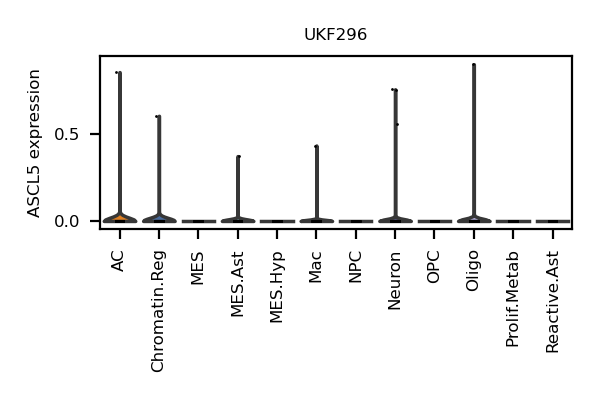 UKF296
ASCL5 expression
0.5
0.0
AC
Chromatin.Reg
MES
MES.Ast
MES.Hyp
Mac
NPC
Neuron
OPC
Oligo
Prolif.Metab
Reactive.Ast